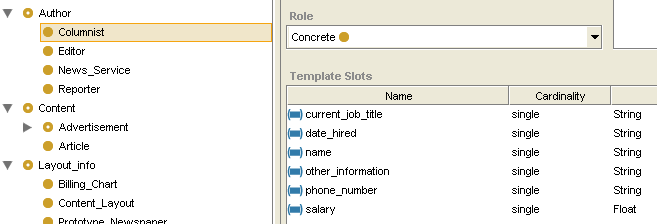 Author
Columnist
Editor
News_Service
Reporter
Content
Advertisement
Article
Layout_info
Billing_Chart
Content_Layout
Prototype_Newspaper
Role
Concrete
Template Slots
Name Cardinality
current_job_title single String
date_hired single String
name single String
other_information single String
phone_number single String
salary single Float